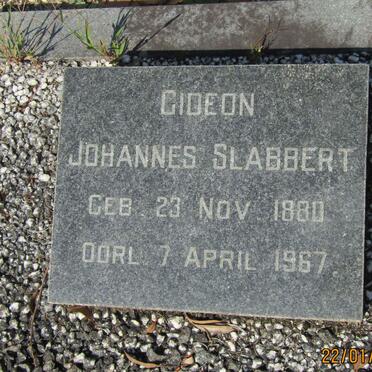 GIDEON
JOHANNES SLABBERT
GEB. 23 NOV. 1880
OORL. 7 APRIL 1967
22/01/